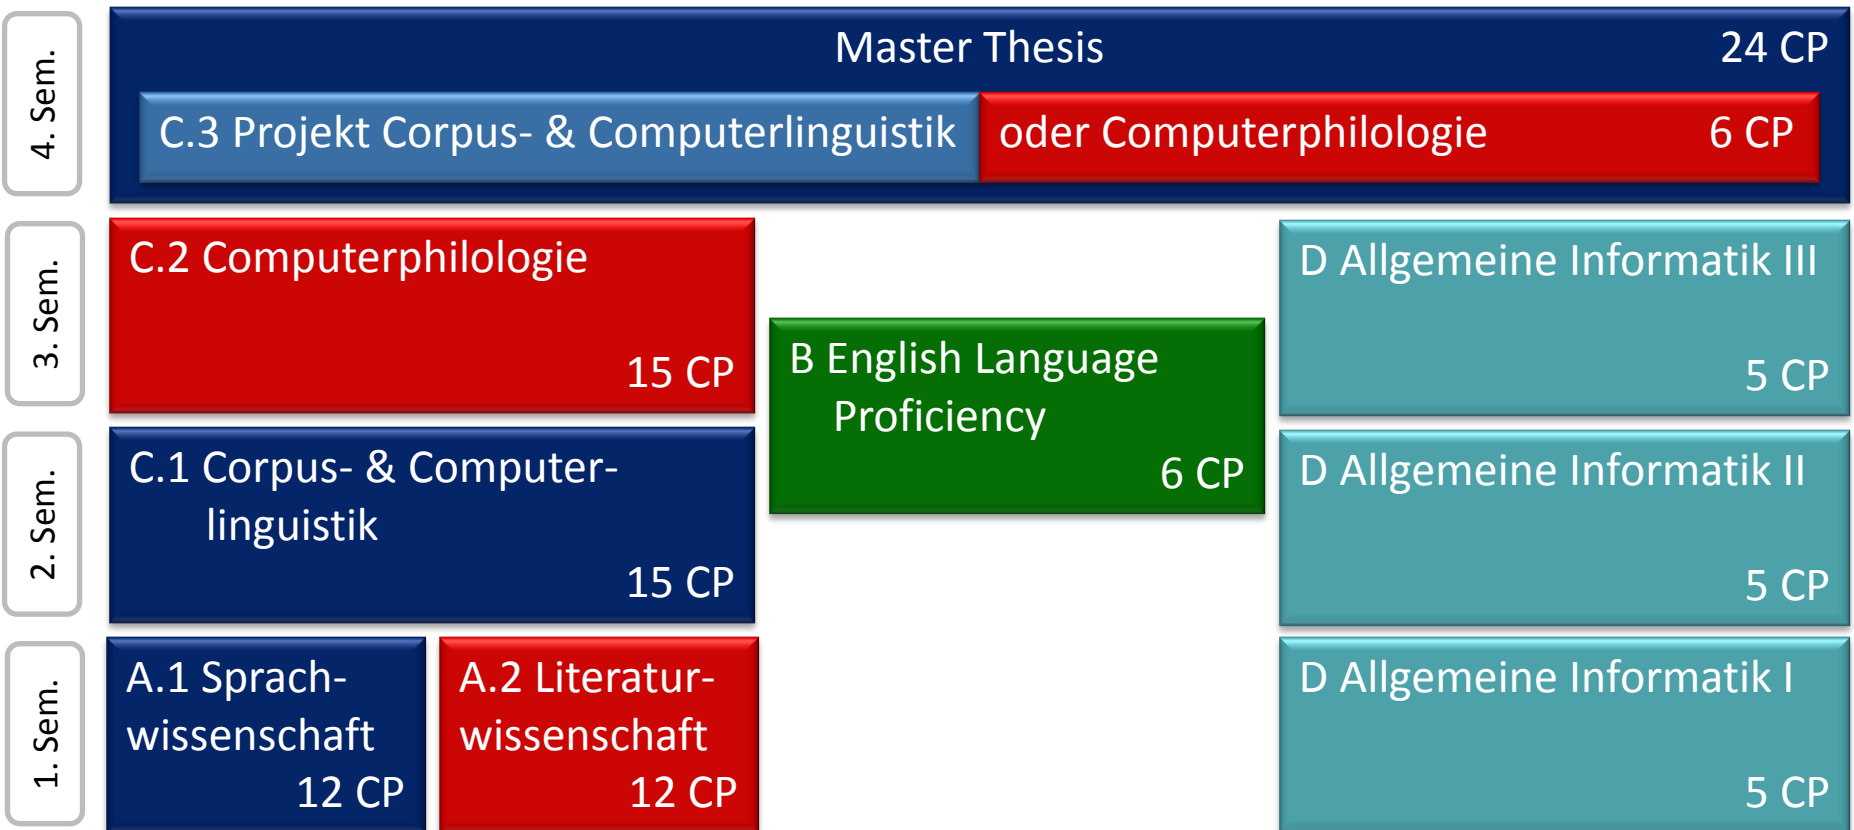 4. Sem.
Master Thesis 24 CP
C.3 Projekt Corpus- & Computerlinguistik
oder Computerphilologie 6 CP
3. Sem.
C.2 Computerphilologie
15 CP
B English Language
Proficiency
6 CP
D Allgemeine Informatik III
5 CP
2. Sem.
C.1 Corpus- & Computer-
linguistik
15 CP
D Allgemeine Informatik II
5 CP
1. Sem.
A.1 Sprach-
wissenschaft
12 CP
A.2 Literatur-
wissenschaft
12 CP
D Allgemeine Informatik I
5 CP